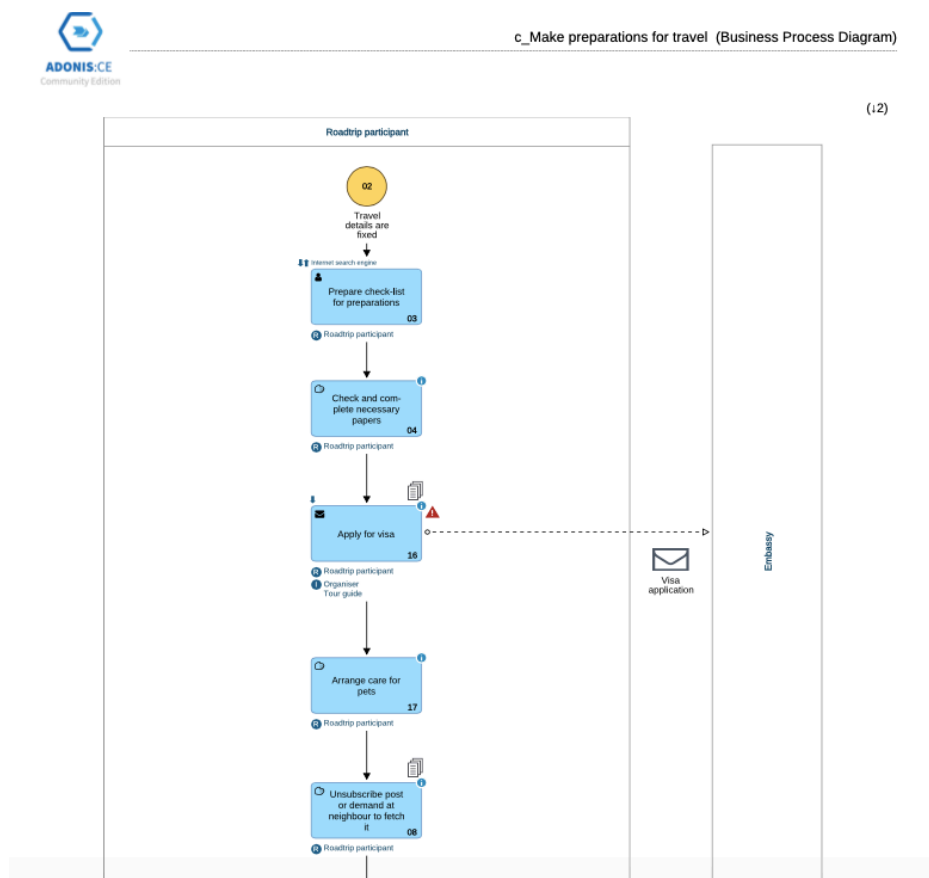 c_Make preparations for travel (Business Process Diagram)
ADONIS:CE
Community Edition
(↓2)
Roadtrip participant
02
Travel
details are
fixed
Internet search engine
Prepare check-list
for preparations
03
R Roadtrip participant
i
Check and com-
plete necessary
papers
04
R Roadtrip participant
i
Apply for visa
16
R Roadtrip participant
I Organiser
Tour guide
Visa
application
Embassy
i
Arrange care for
pets
17
R Roadtrip participant
i
Unsubscribe post
or demand at
neighbour to fetch
it
08
R Roadtrip participant